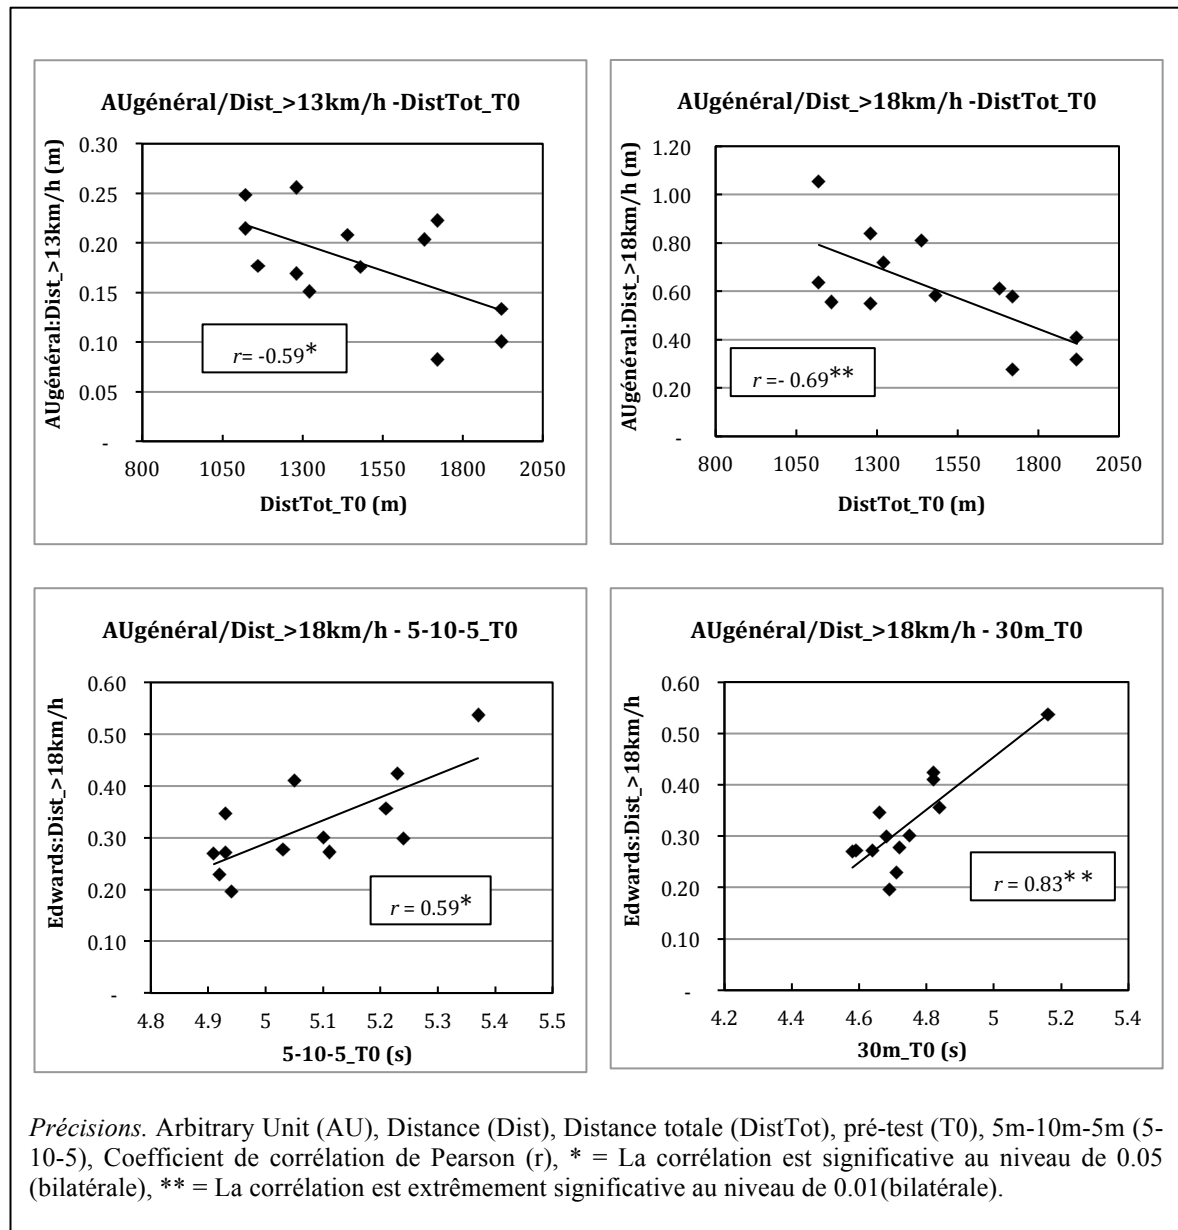 AUgénéral/Dist_>13km/h -DistTot_T0
AUgénéral:Dist_>13km/h (m)
0.30
0.25
0.20
0.15
0.10
0.05
-
r= -0.59*
800 1050 1300 1550 1800 2050
DistTot_T0 (m)
AUgénéral/Dist_>18km/h -DistTot_T0
AUgénéral:Dist_>18km/h (m)
1.20
1.00
0.80
0.60
0.40
0.20
-
r =- 0.69**
800 1050 1300 1550 1800 2050
DistTot_T0 (m)
AUgénéral/Dist_>18km/h - 5-10-5_T0
Edwards:Dist_>18km/h
0.60
0.50
0.40
0.30
0.20
0.10
-
r = 0.59*
4.8 4.9 5 5.1 5.2 5.3 5.4 5.5
5-10-5_T0 (s)
AUgénéral/Dist_>18km/h - 30m_T0
Edwards:Dist_>18km/h
0.60
0.50
0.40
0.30
0.20
0.10
-
r = 0.83**
4.2 4.4 4.6 4.8 5 5.2 5.4
30m_T0 (s)
Précisions. Arbitrary Unit (AU), Distance (Dist), Distance totale (DistTot), pré-test (T0), 5m-10m-5m (5-
10-5), Coefficient de corrélation de Pearson (r), * = La corrélation est significative au niveau de 0.05
(bilatérale), ** = La corrélation est extrêmement significative au niveau de 0.01(bilatérale).